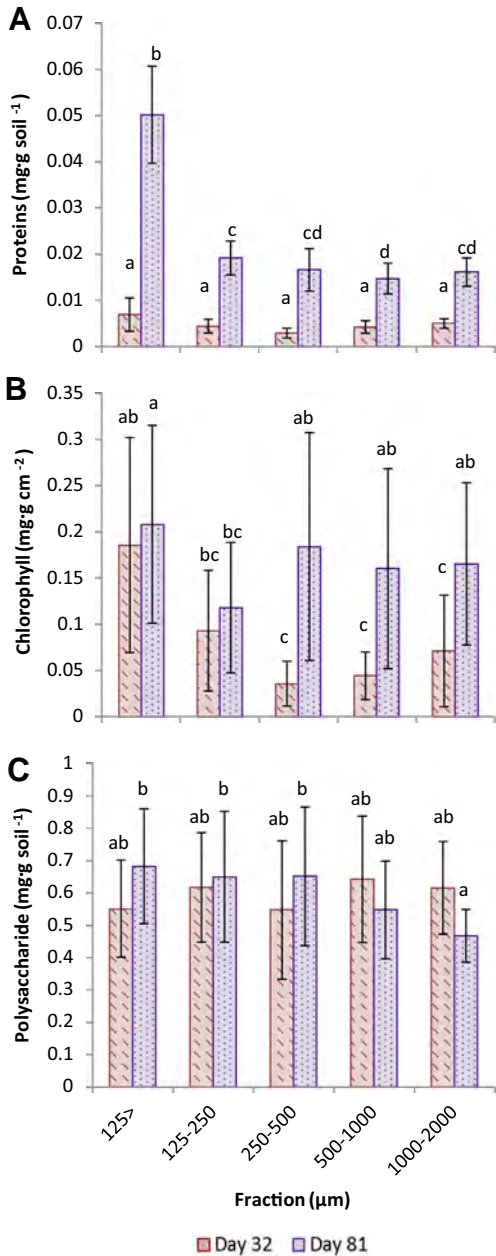 A
Proteins (mg·g soil -1)
0.07
0.06
0.05
0.04
0.03
0.02
0.01
0
a
b
a
c
a
cd
a
d
a
cd
B
Chlorophyll (mg·g cm -2)
0.35
0.3
0.25
0.2
0.15
0.1
0.05
0
ab
a
bc
bc
c
ab
c
ab
c
ab
C
Polysaccharide (mg·g soil -1)
1
0.9
0.8
0.7
0.6
0.5
0.4
0.3
0.2
0.1
0
ab
b
ab
b
ab
b
ab
ab
ab
a
125>
125-250
250-500
500-1000
1000-2000
Fraction (µm)
Day 32 Day 81